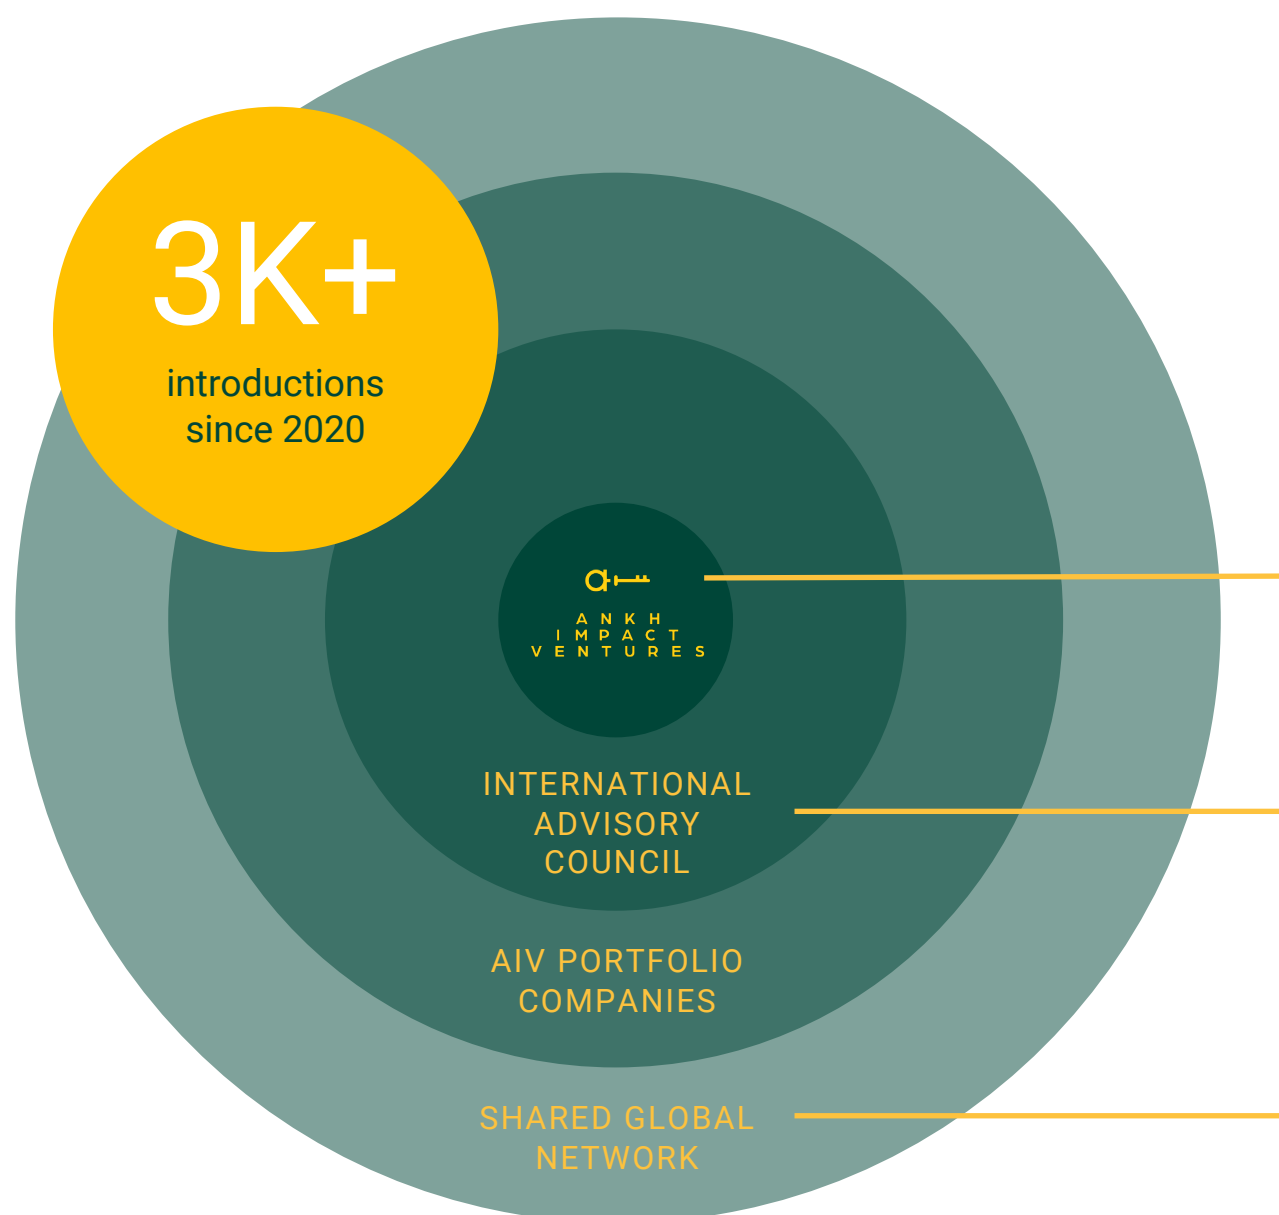 3K+
introductions
since 2020
ANKH
IMPACT
VENTURES
INTERNATIONAL
ADVISORY
COUNCIL
AIV PORTFOLIO
COMPANIES
SHARED GLOBAL
NETWORK